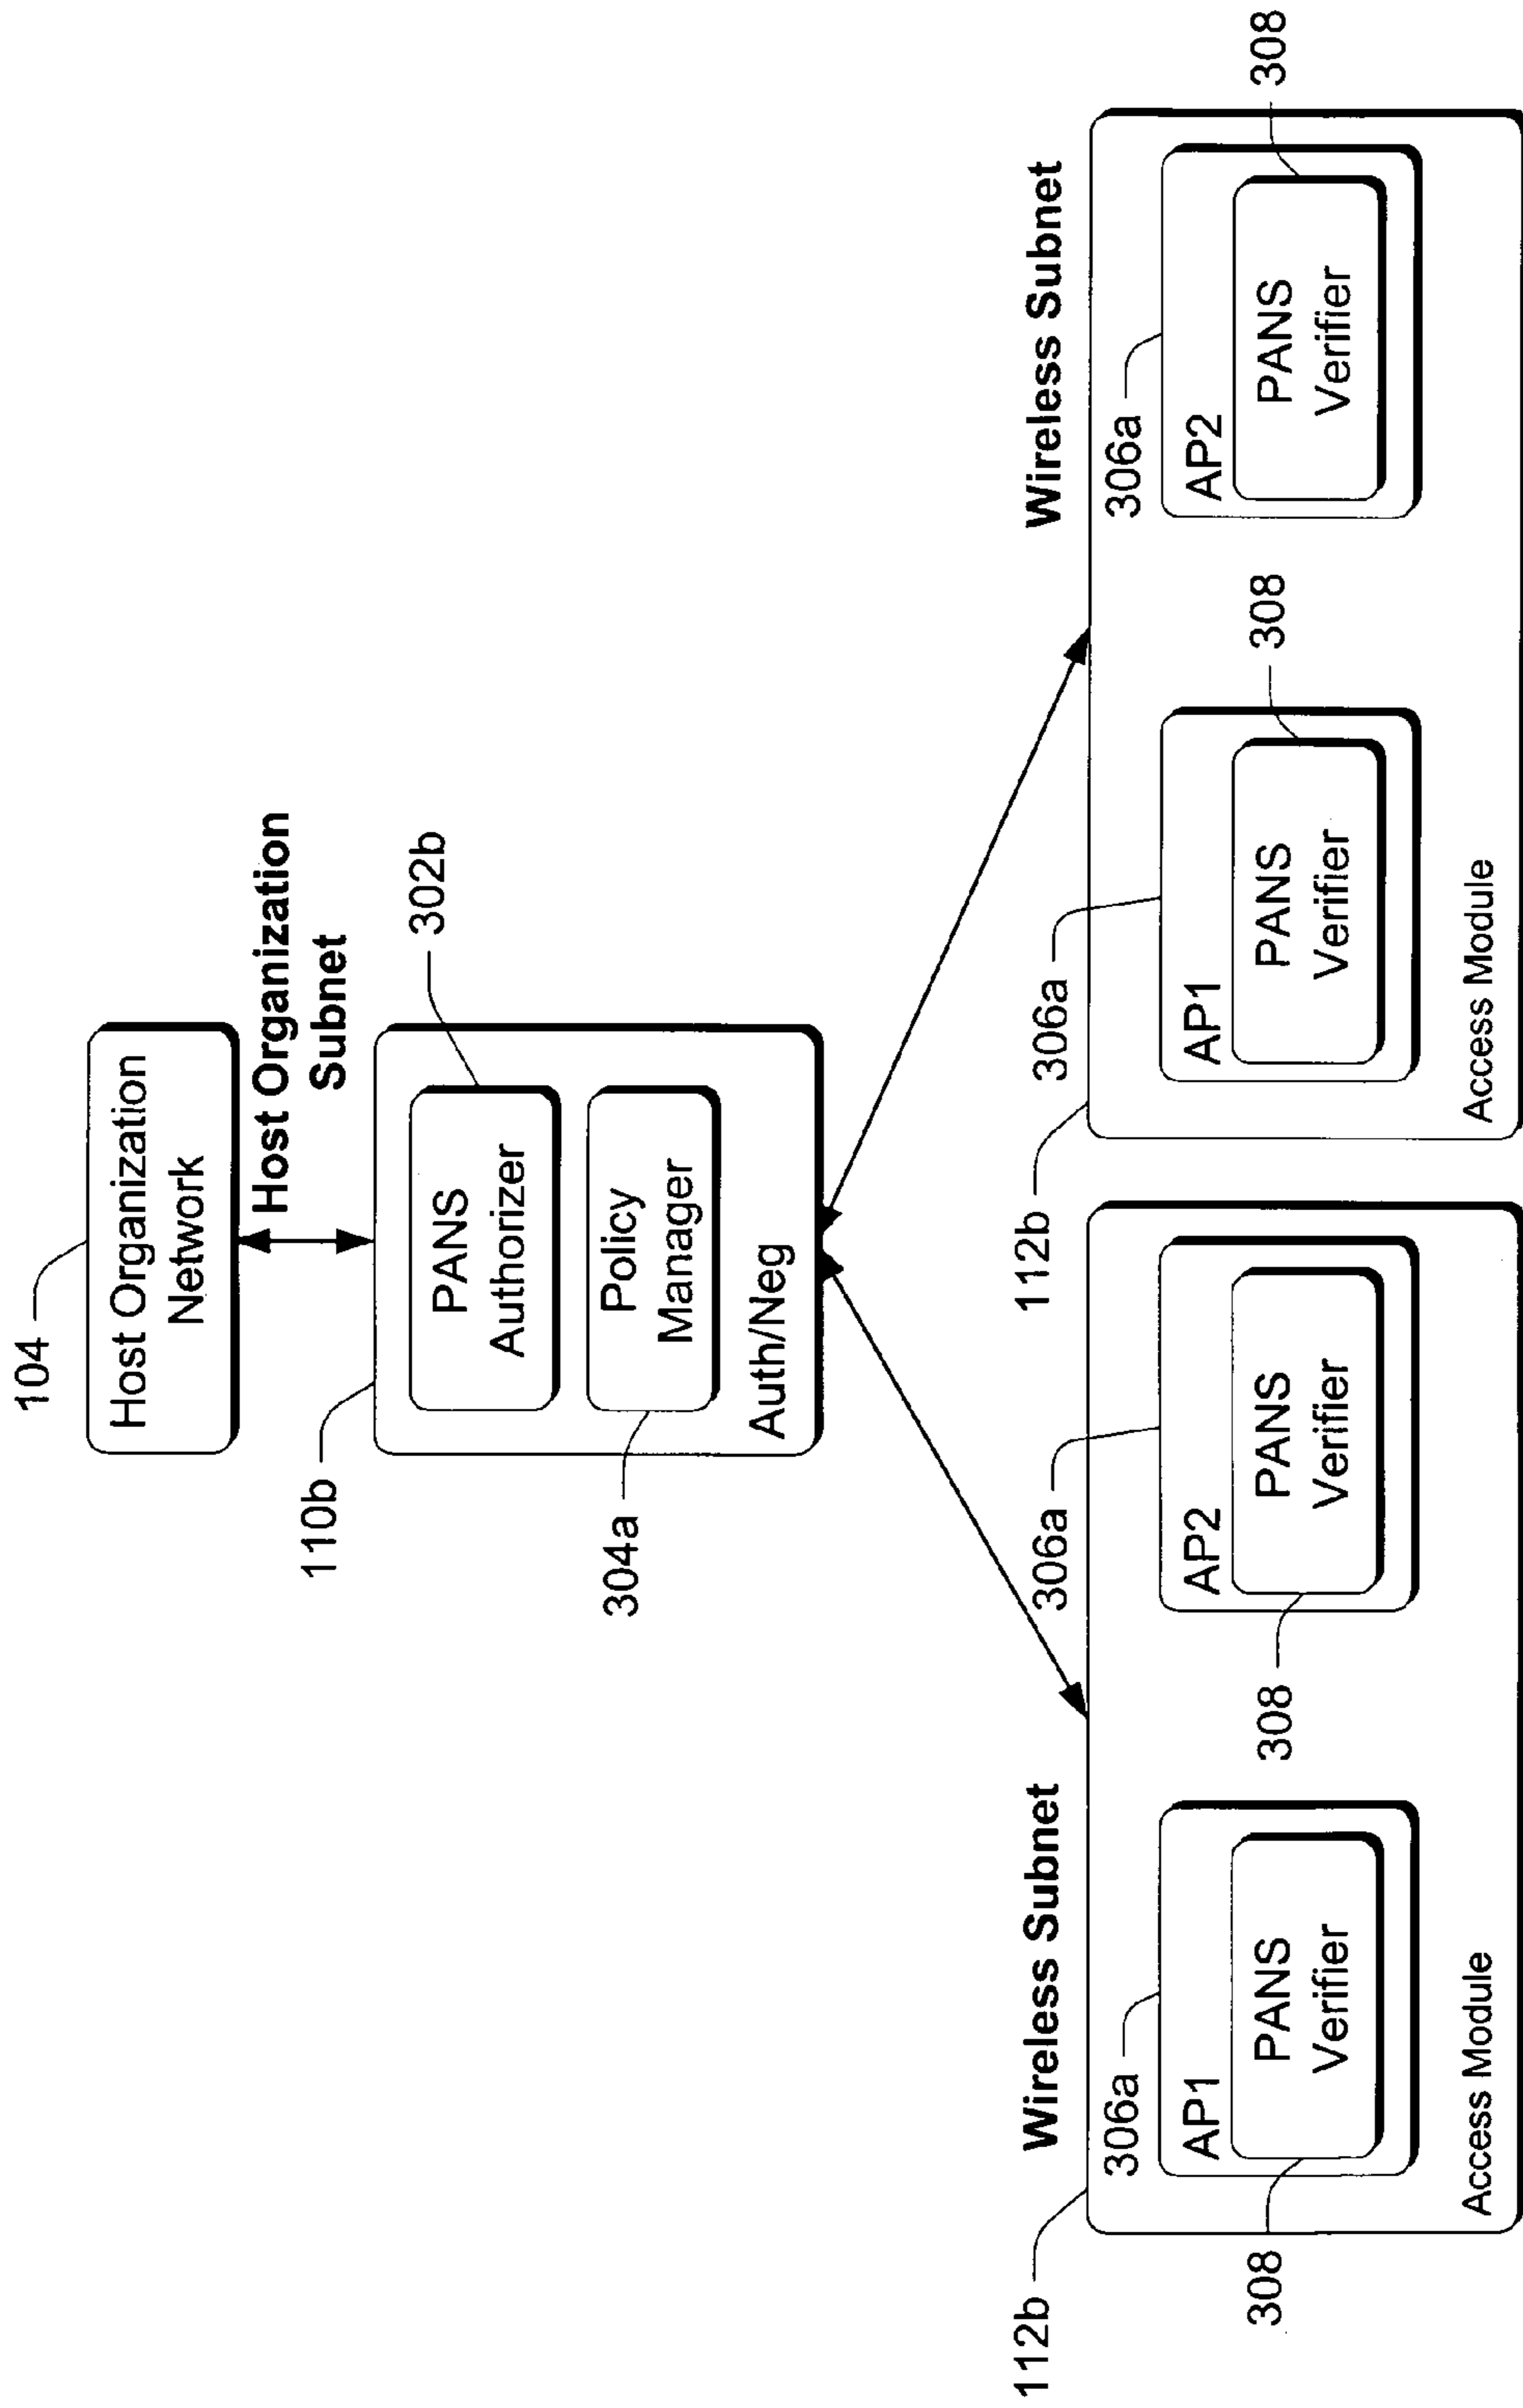 104
Host Organization
Network
Host Organization
Subnet
110b
302b
PANS
Authorizer
304a
Policy
Manager
Auth/Neg
Wireless Subnet
112b
306a
AP1
PANS
Verifier
308
306a
AP2
PANS
Verifier
308
Access Module
Wireless Subnet
112b
306a
AP1
PANS
Verifier
308
306a
AP2
PANS
Verifier
308
Access Module